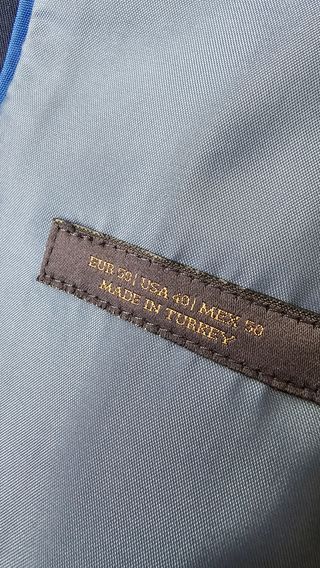 EUR 50 | USA 40 | MEX 50
MADE IN TURKEY